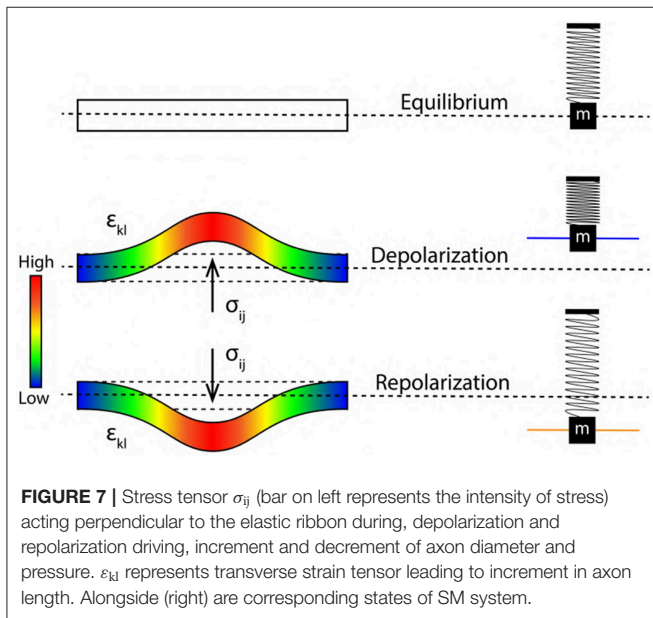 Equilibrium
m
ε_kl
m
High
Depolarization
σ_ij
σ_ij
Repolarization
Low
m
ε_kl
FIGURE 7 | Stress tensor σ_ij (bar on left represents the intensity of stress)
acting perpendicular to the elastic ribbon during, depolarization and
repolarization driving, increment and decrement of axon diameter and
pressure. ε_kl represents transverse strain tensor leading to increment in axon
length. Alongside (right) are corresponding states of SM system.